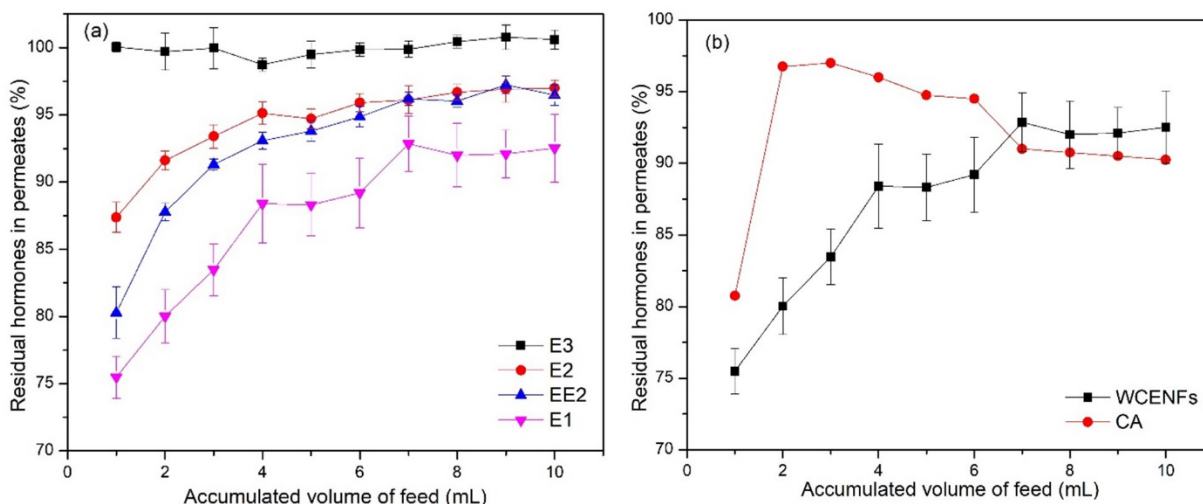 (a)
Residual hormones in permeates (%)
100
95
90
85
80
75
70
0 2 4 6 8 10
Accumulated volume of feed (mL)
E3
E2
EE2
E1
(b)
Residual hormones in permeates (%)
100
95
90
85
80
75
70
0 2 4 6 8 10
Accumulated volume of feed (mL)
WCENFs
CA